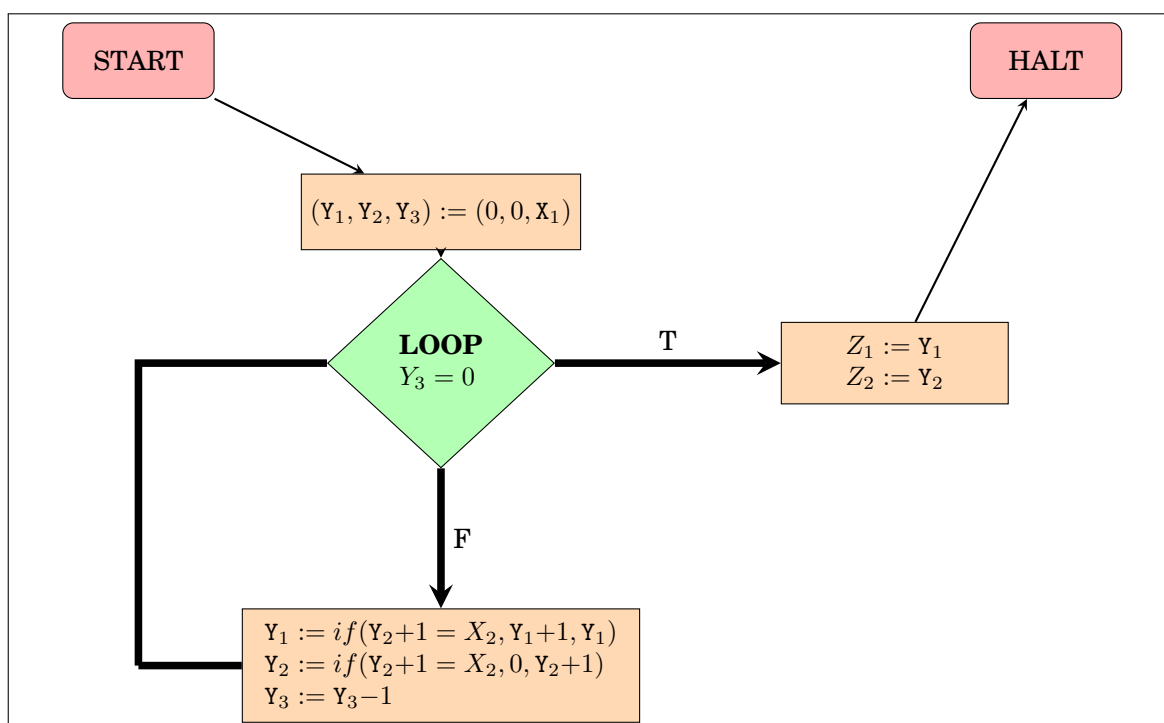 START
HALT
(Y₁, Y₂, Y₃) := (0, 0, X₁)
LOOP
Y₃ = 0
T
Z₁ := Y₁
Z₂ := Y₂
F
Y₁ := if(Y₂+1 = X₂, Y₁+1, Y₁)
Y₂ := if(Y₂+1 = X₂, 0, Y₂+1)
Y₃ := Y₃−1